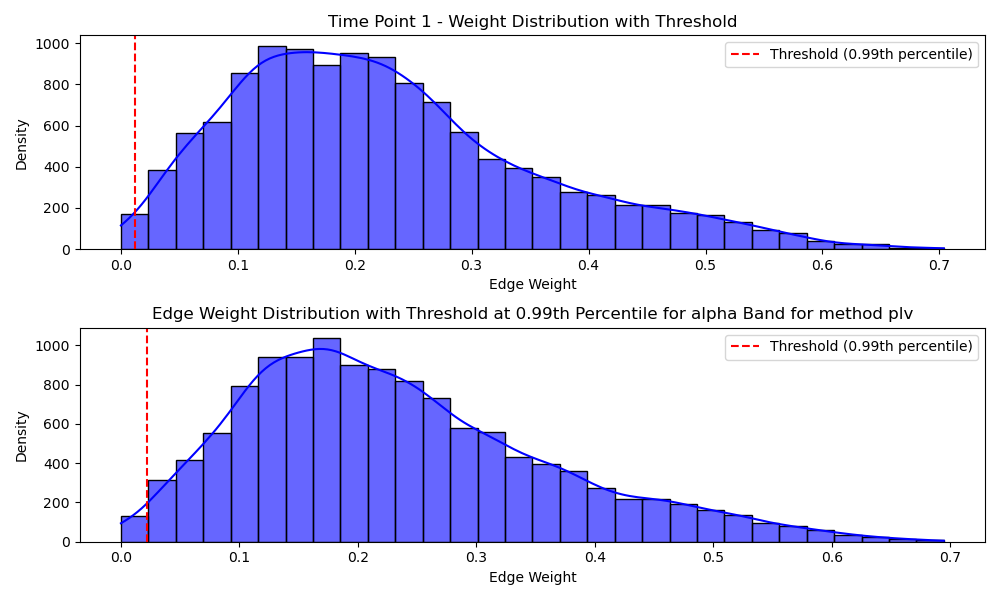 Time Point 1 - Weight Distribution with Threshold
1000
800
600
400
200
0
Density
Threshold (0.99th percentile)
0.0 0.1 0.2 0.3 0.4 0.5 0.6 0.7
Edge Weight
Edge Weight Distribution with Threshold at 0.99th Percentile for alpha Band for method plv
1000
800
600
400
200
0
Density
Threshold (0.99th percentile)
0.0 0.1 0.2 0.3 0.4 0.5 0.6 0.7
Edge Weight